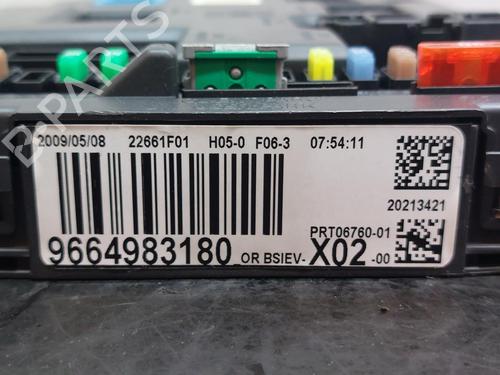 B-PARTS
2009/05/08 22661F01 H05-0 F06-3 07:54:11
20213421
PRT06760-01
9664983180 OR BSIEV- X02 -00